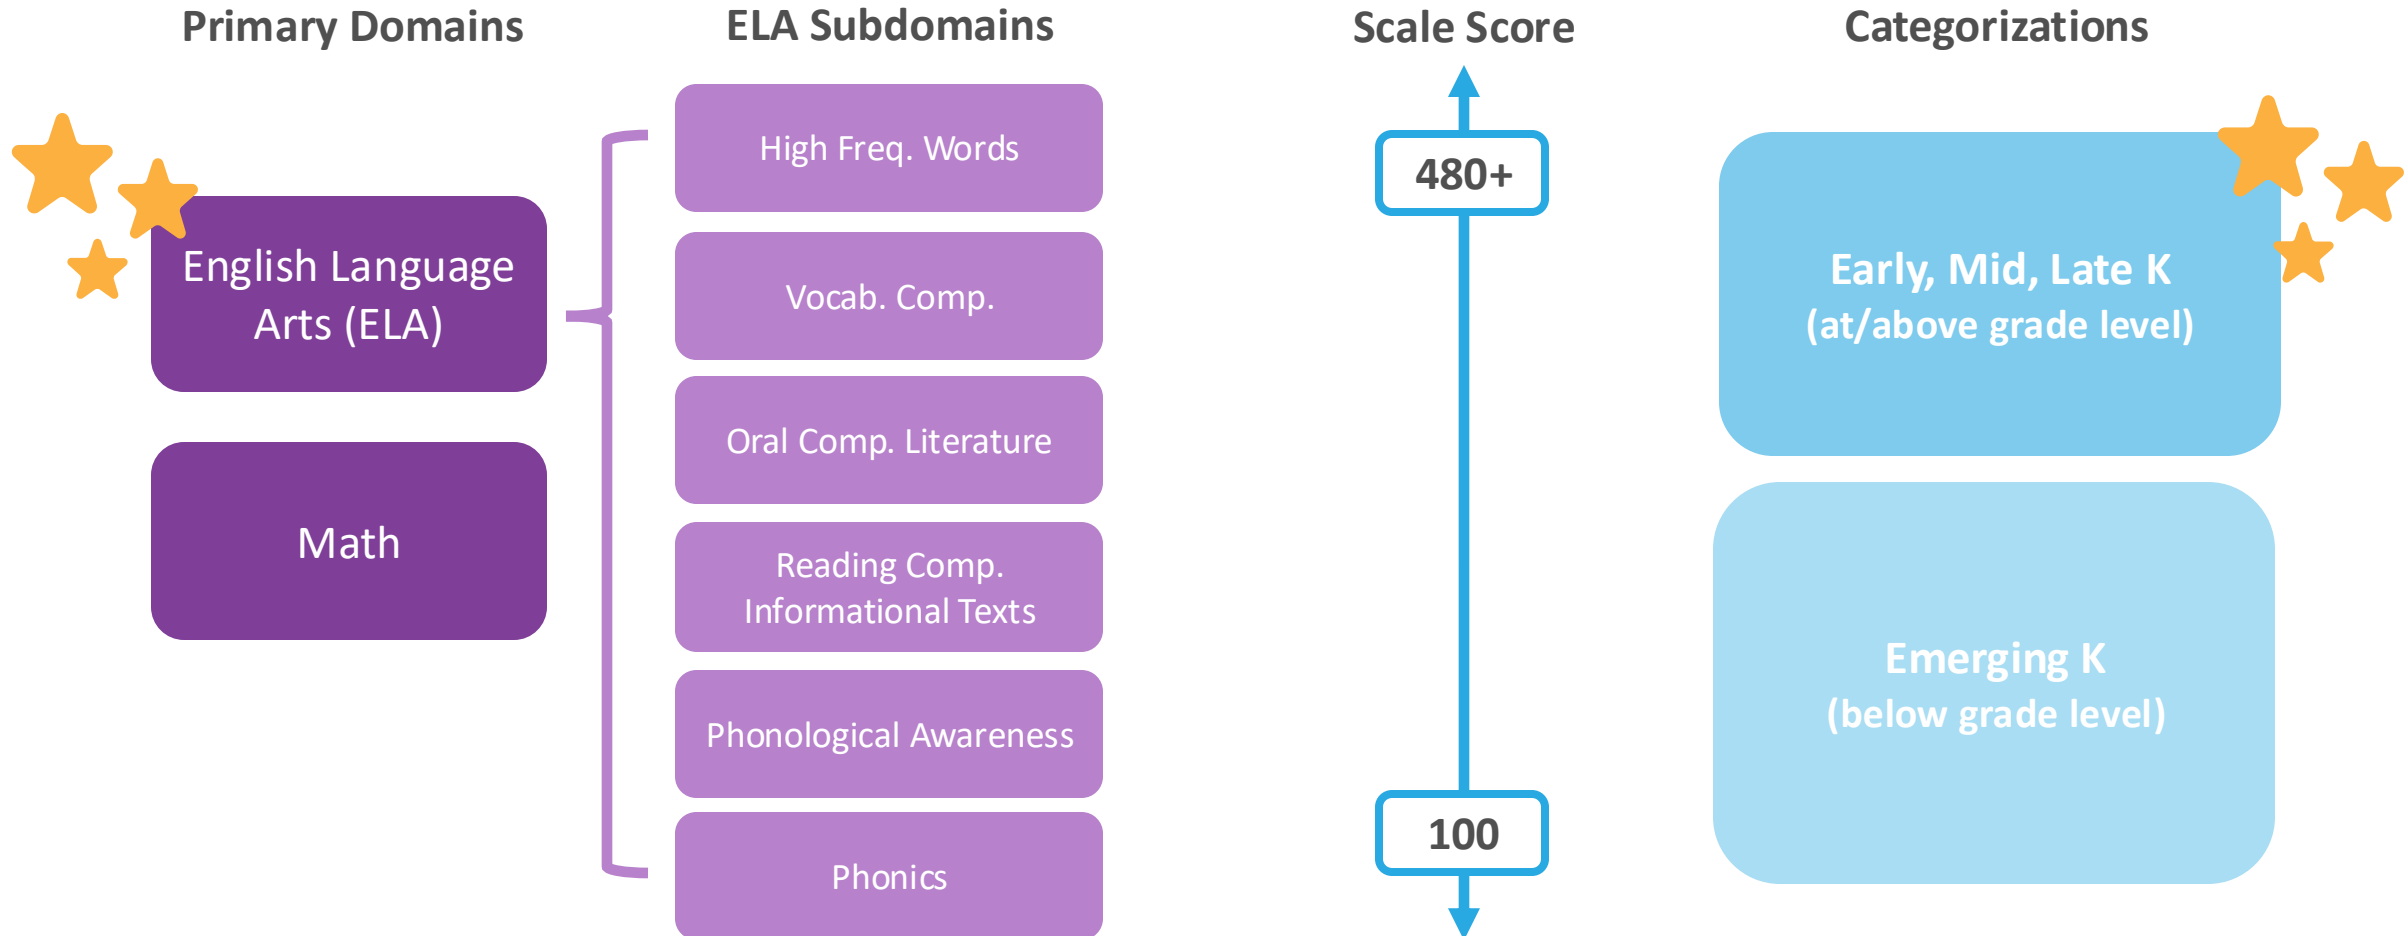 Primary Domains
English Language
Arts (ELA)
Math
ELA Subdomains
High Freq. Words
Vocab. Comp.
Oral Comp. Literature
Reading Comp.
Informational Texts
Phonological Awareness
Phonics
Scale Score
480+
100
Categorizations
Early, Mid, Late K
(at/above grade level)
Emerging K
(below grade level)